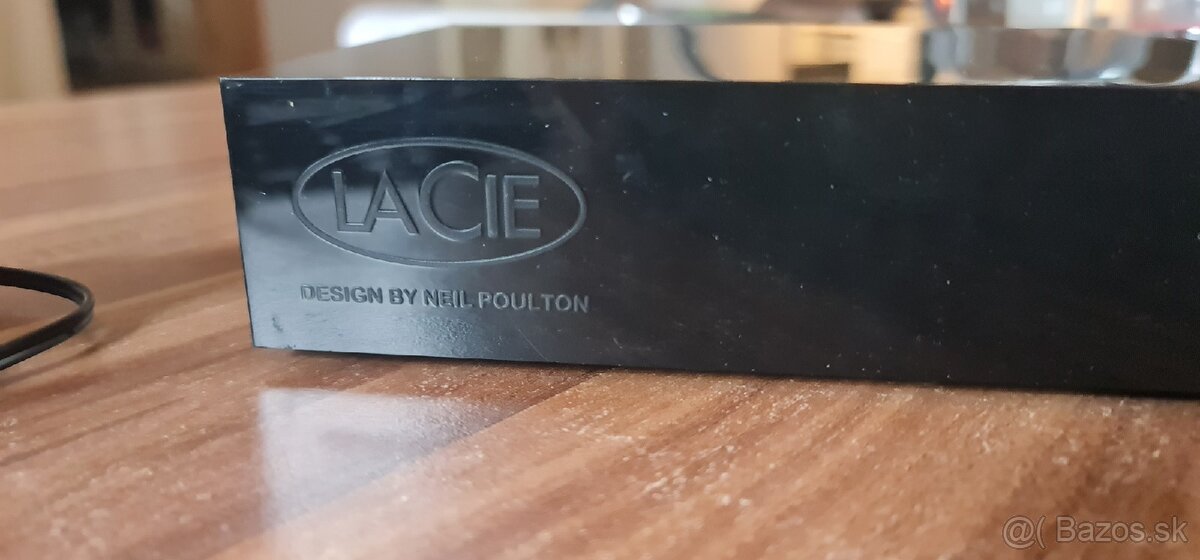 LACIE
DESIGN BY NEIL POULTON
@( Bazos.sk